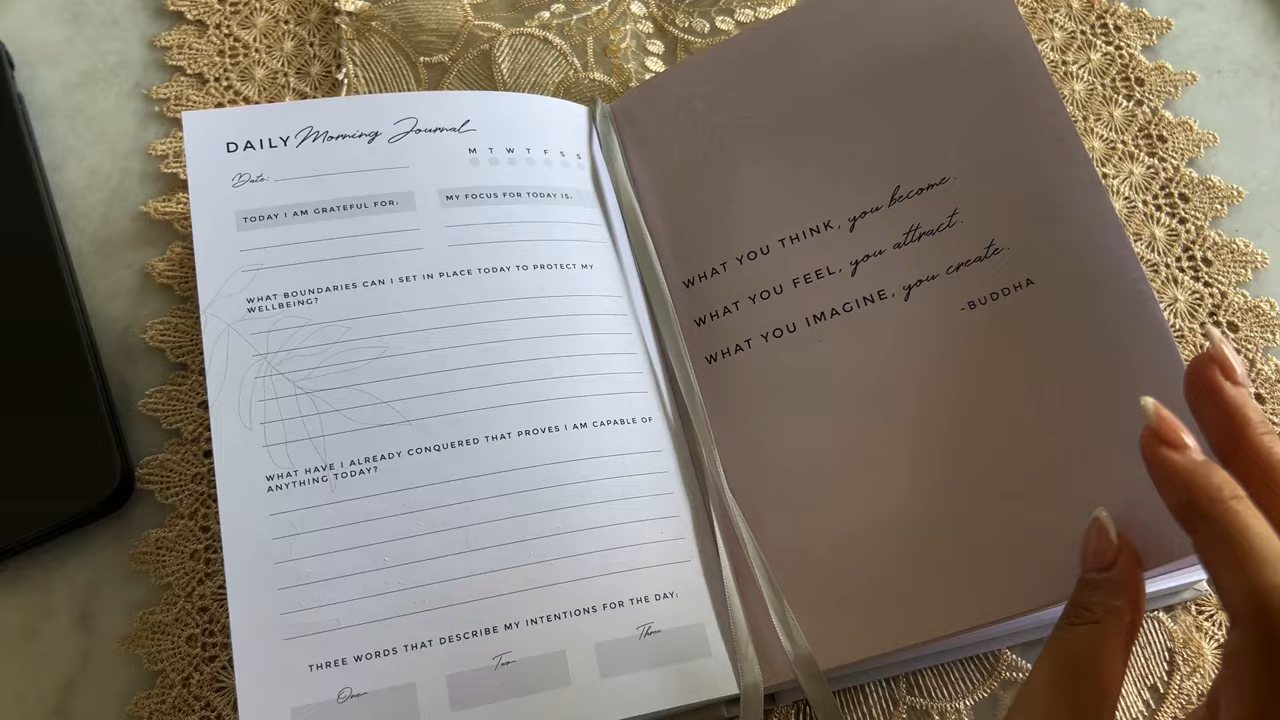 DAILY Morning Journal
M T W T F S S
Date:
TODAY I AM GRATEFUL FOR:
MY FOCUS FOR TODAY IS:
WHAT BOUNDARIES CAN I SET IN PLACE TODAY TO PROTECT MY
WELLBEING?
WHAT HAVE I ALREADY CONQUERED THAT PROVES I AM CAPABLE OF
ANYTHING TODAY?
THREE WORDS THAT DESCRIBE MY INTENTIONS FOR THE DAY:
One
Two
Three
WHAT YOU THINK, you become.
WHAT YOU FEEL, you attract.
WHAT YOU IMAGINE, you create.
-BUDDHA